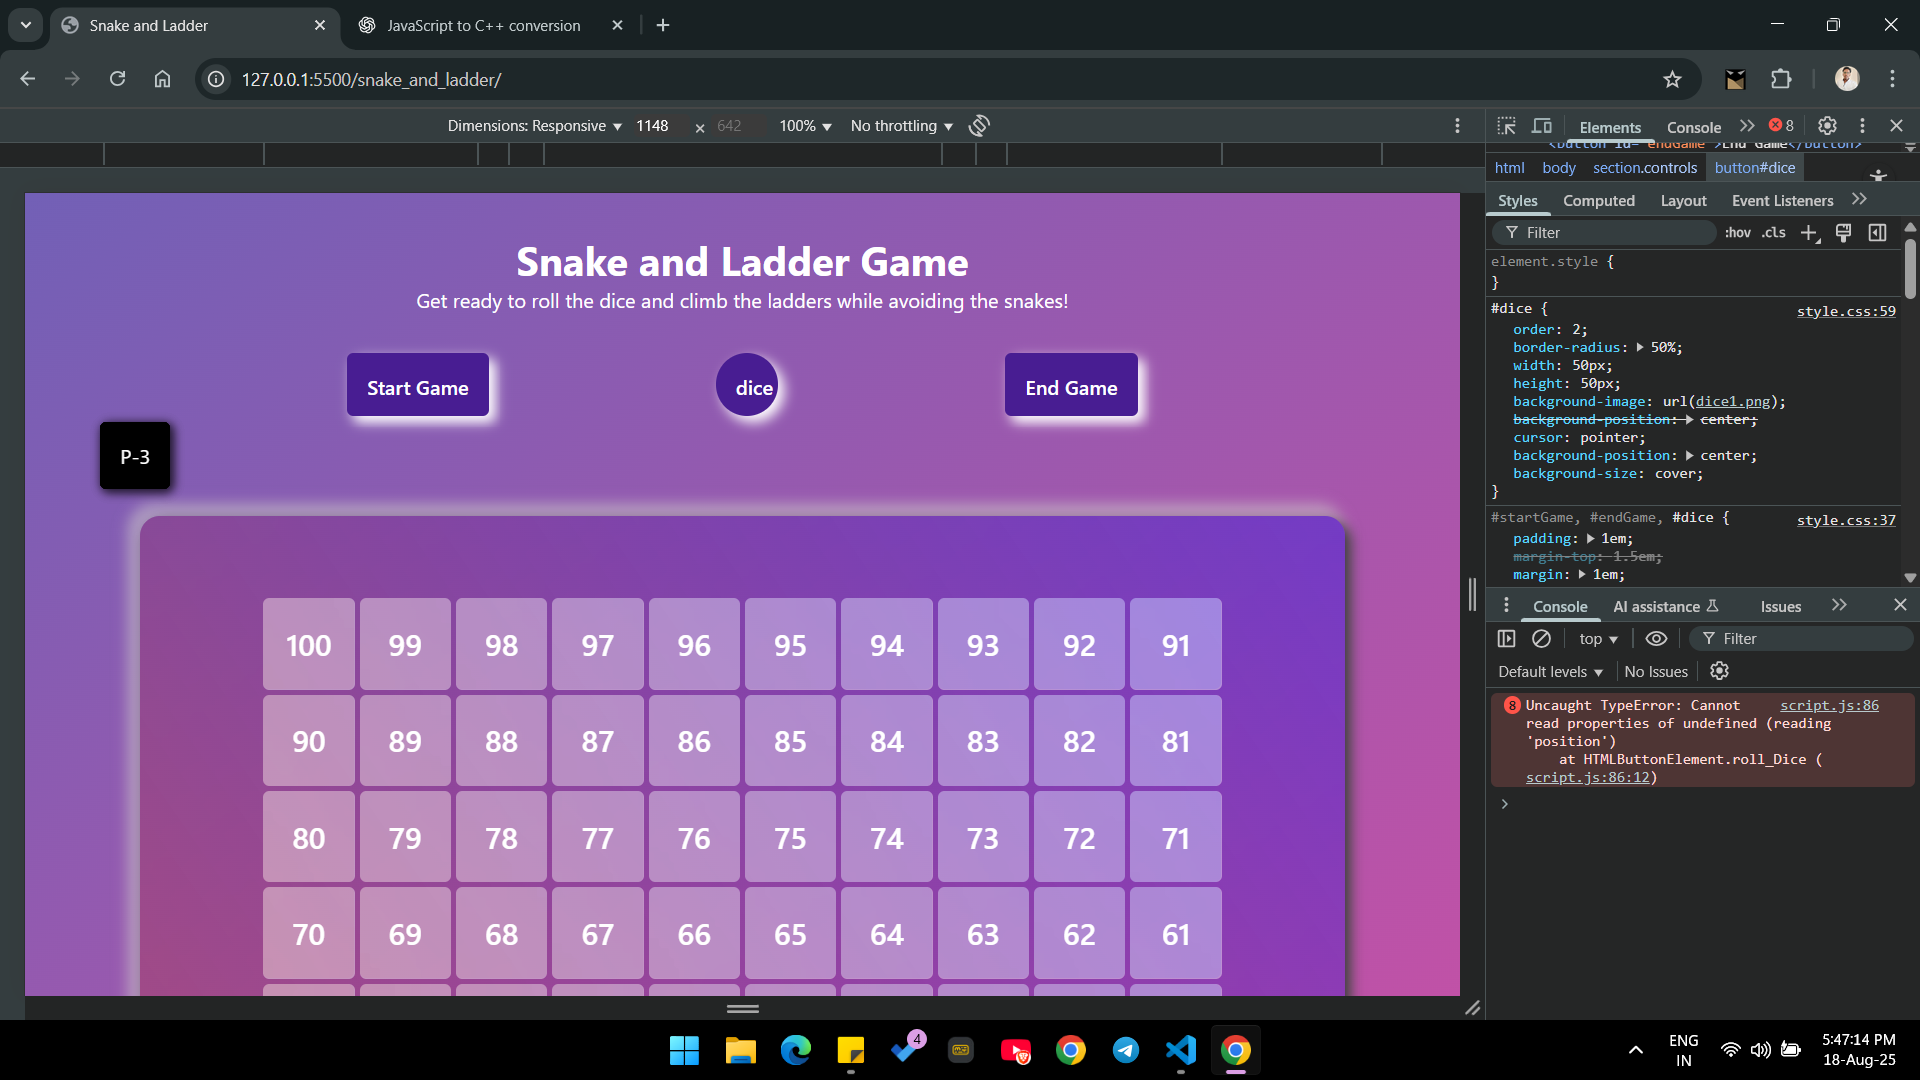 Snake and Ladder
JavaScript to C++ conversion
127.0.0.1:5500/snake_and_ladder/
Dimensions: Responsive 1148 × 642 100% No throttling
Elements Console 8
<button id="endGame">End Game</button>
html body section.controls button#dice
Styles Computed Layout Event Listeners
Filter :hov .cls
element.style {
}
#dice { style.css:59
order: 2;
border-radius: 50%;
width: 50px;
height: 50px;
background-image: url(dice1.png);
background-position: center;
cursor: pointer;
background-position: center;
background-size: cover;
}
#startGame, #endGame, #dice { style.css:37
padding: 1em;
margin-top: 1.5em;
margin: 1em;
Console AI assistance Issues
top Filter
Default levels No Issues
8 Uncaught TypeError: Cannot script.js:86
read properties of undefined (reading
'position')
at HTMLButtonElement.roll_Dice (
script.js:86:12)
Snake and Ladder Game
Get ready to roll the dice and climb the ladders while avoiding the snakes!
Start Game dice End Game
P-3
100 99 98 97 96 95 94 93 92 91
90 89 88 87 86 85 84 83 82 81
80 79 78 77 76 75 74 73 72 71
70 69 68 67 66 65 64 63 62 61
4
ENG
IN
5:47:14 PM
18-Aug-25